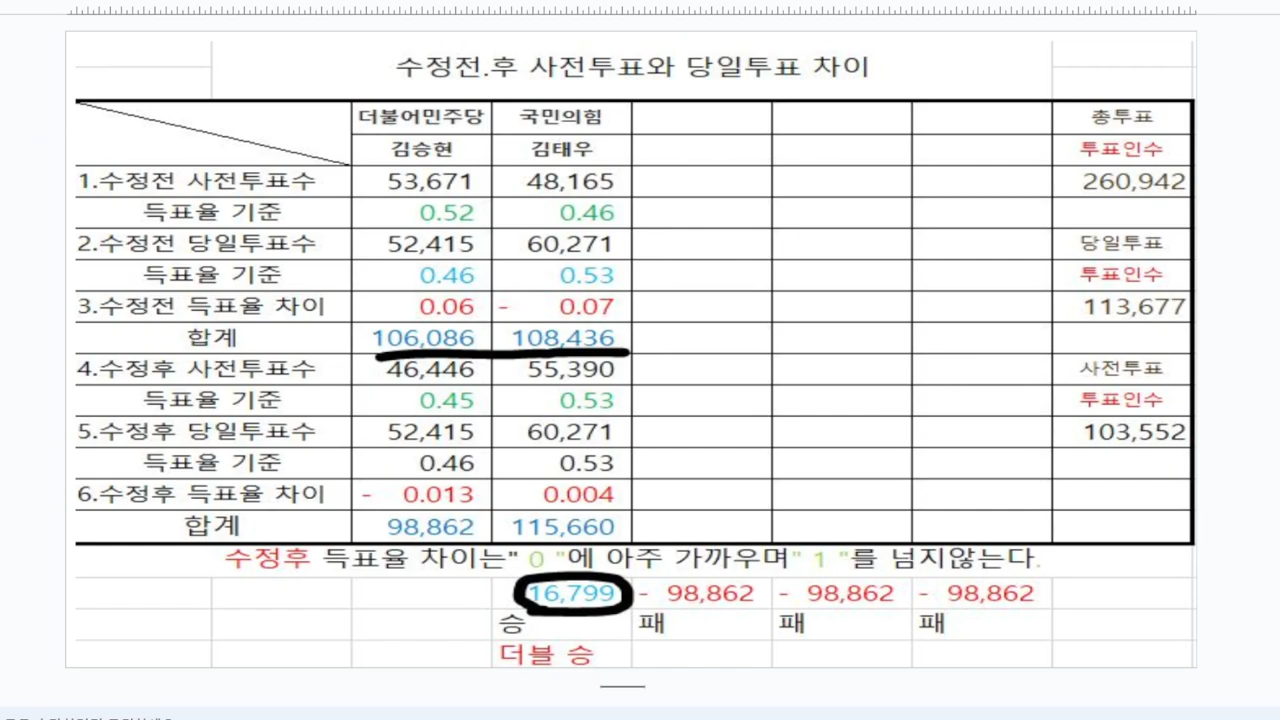 수정전.후 사전투표와 당일투표 차이
더불어민주당 국민의힘 총투표
김승현 김태우 투표인수
1.수정전 사전투표수 53,671 48,165 260,942
득표율 기준 0.52 0.46
2.수정전 당일투표수 52,415 60,271 당일투표
득표율 기준 0.46 0.53 투표인수
3.수정전 득표율 차이 0.06 - 0.07 113,677
합계 106,086 108,436
4.수정후 사전투표수 46,446 55,390 사전투표
득표율 기준 0.45 0.53 투표인수
5.수정후 당일투표수 52,415 60,271 103,552
득표율 기준 0.46 0.53
6.수정후 득표율 차이 - 0.013 0.004
합계 98,862 115,660
수정후 득표율 차이는" 0 "에 아주 가까우며" 1 "를 넘지않는다.
16,799 - 98,862 - 98,862 - 98,862
승 패 패 패
더블 승